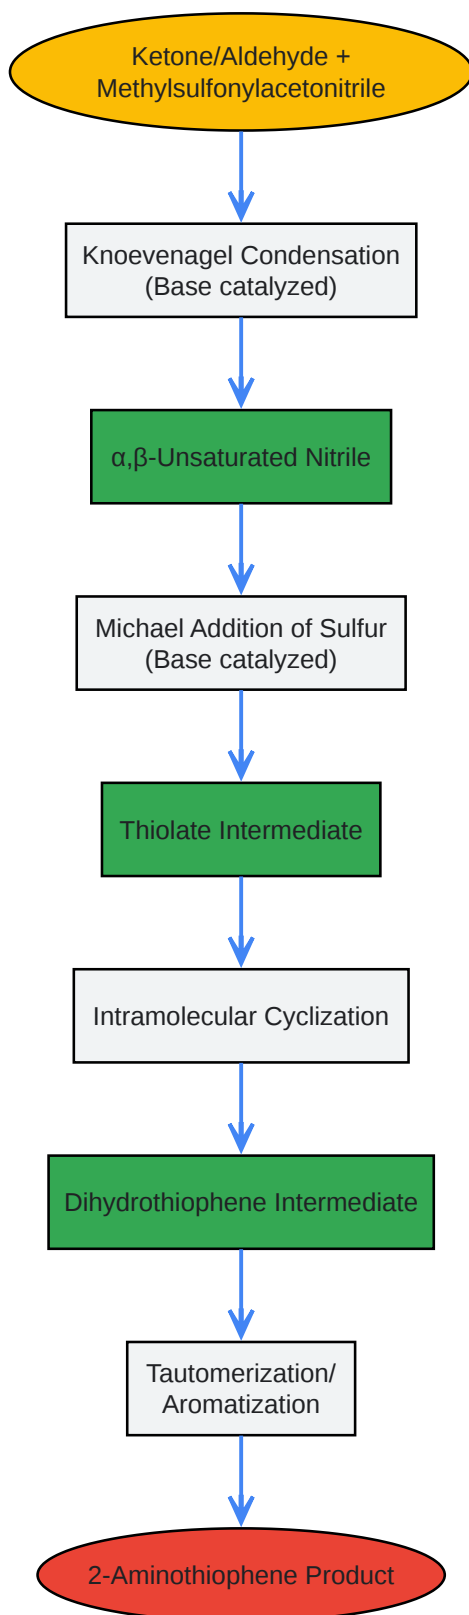 Ketone/Aldehyde +
Methylsulfonylacetonitrile
Knoevenagel Condensation
(Base catalyzed)
α,β-Unsaturated Nitrile
Michael Addition of Sulfur
(Base catalyzed)
Thiolate Intermediate
Intramolecular Cyclization
Dihydrothiophene Intermediate
Tautomerization/
Aromatization
2-Aminothiophene Product